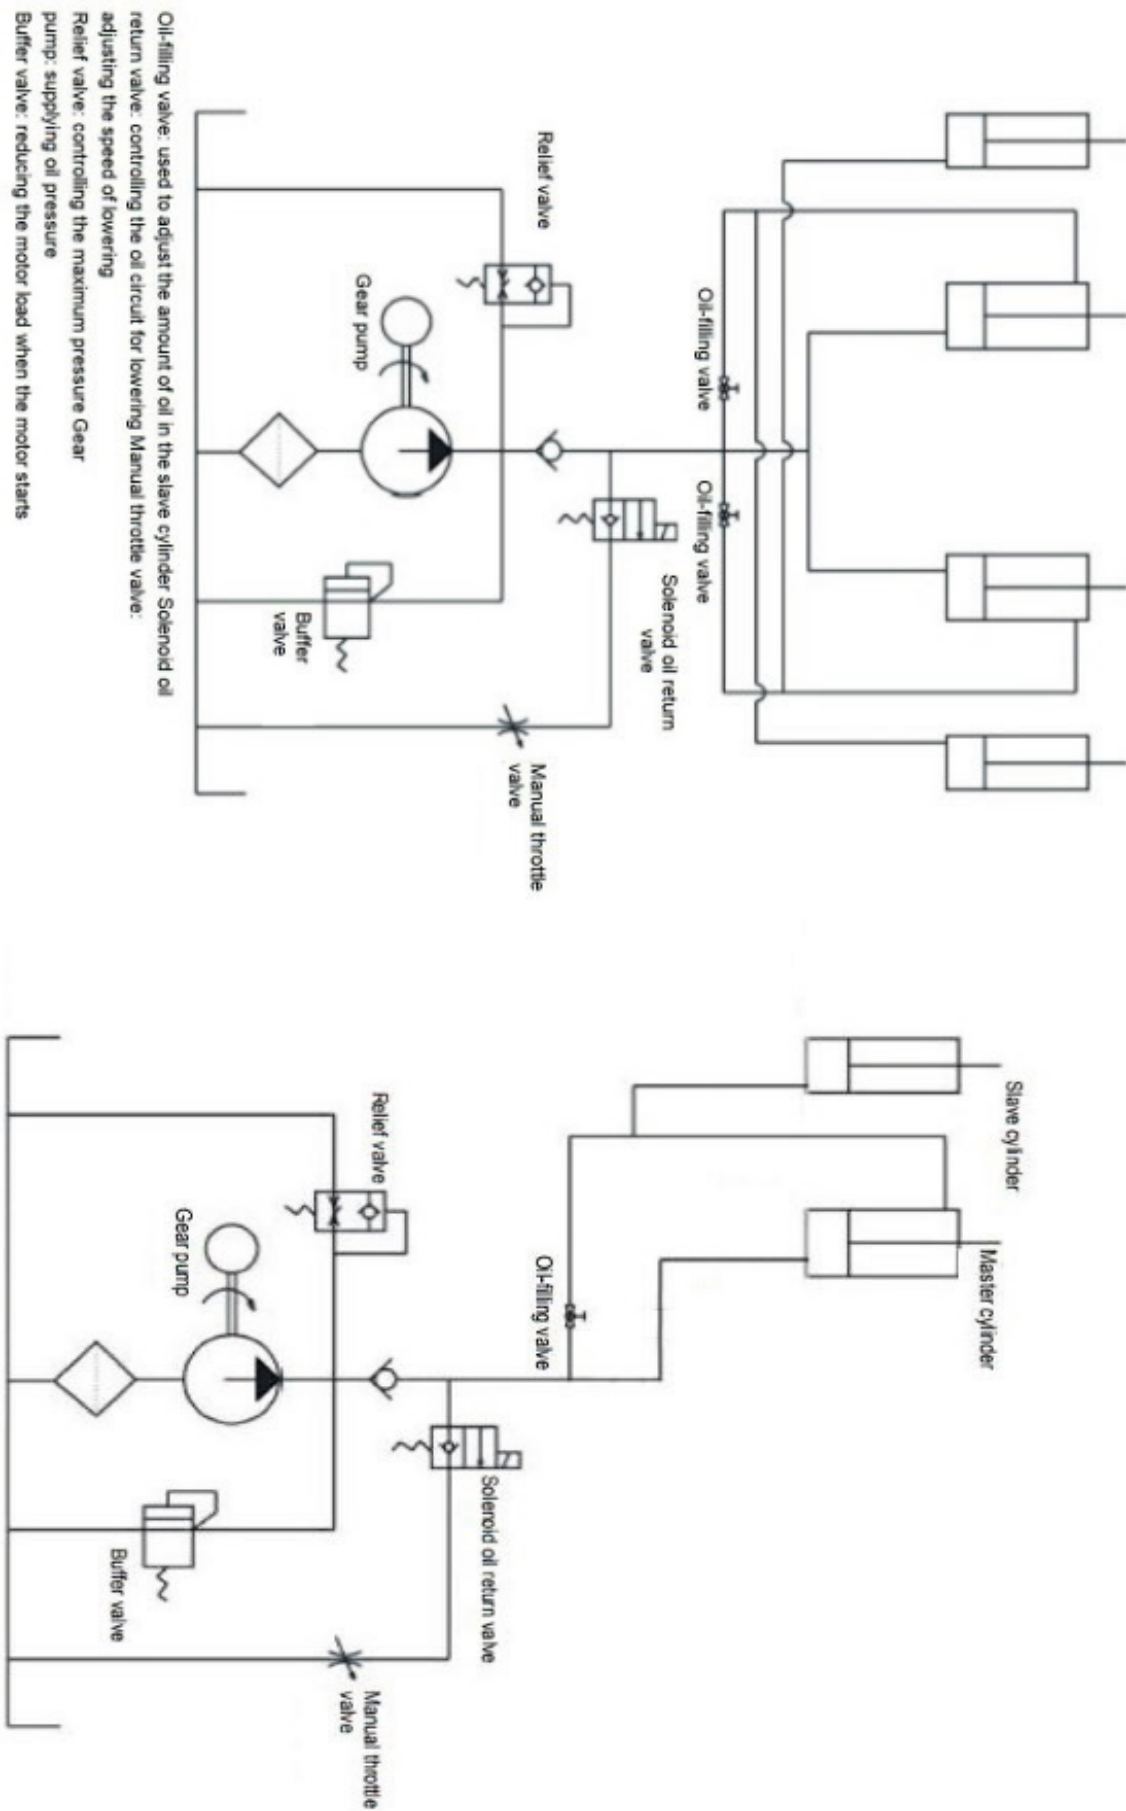 Relief valve
Gear pump
Oil-filling valve
Oil-filling valve
Solenoid oil return
valve
Buffer
valve
Manual throttle
valve
Oil-filling valve: used to adjust the amount of oil in the slave cylinder Solenoid oil
return valve: controlling the oil circuit for lowering Manual throttle valve:
adjusting the speed of lowering
Relief valve: controlling the maximum pressure Gear
pump: supplying oil pressure
Buffer valve: reducing the motor load when the motor starts
Slave cylinder
Master cylinder
Relief valve
Gear pump
Oil-filling valve
Solenoid oil return valve
Buffer valve
Manual throttle
valve